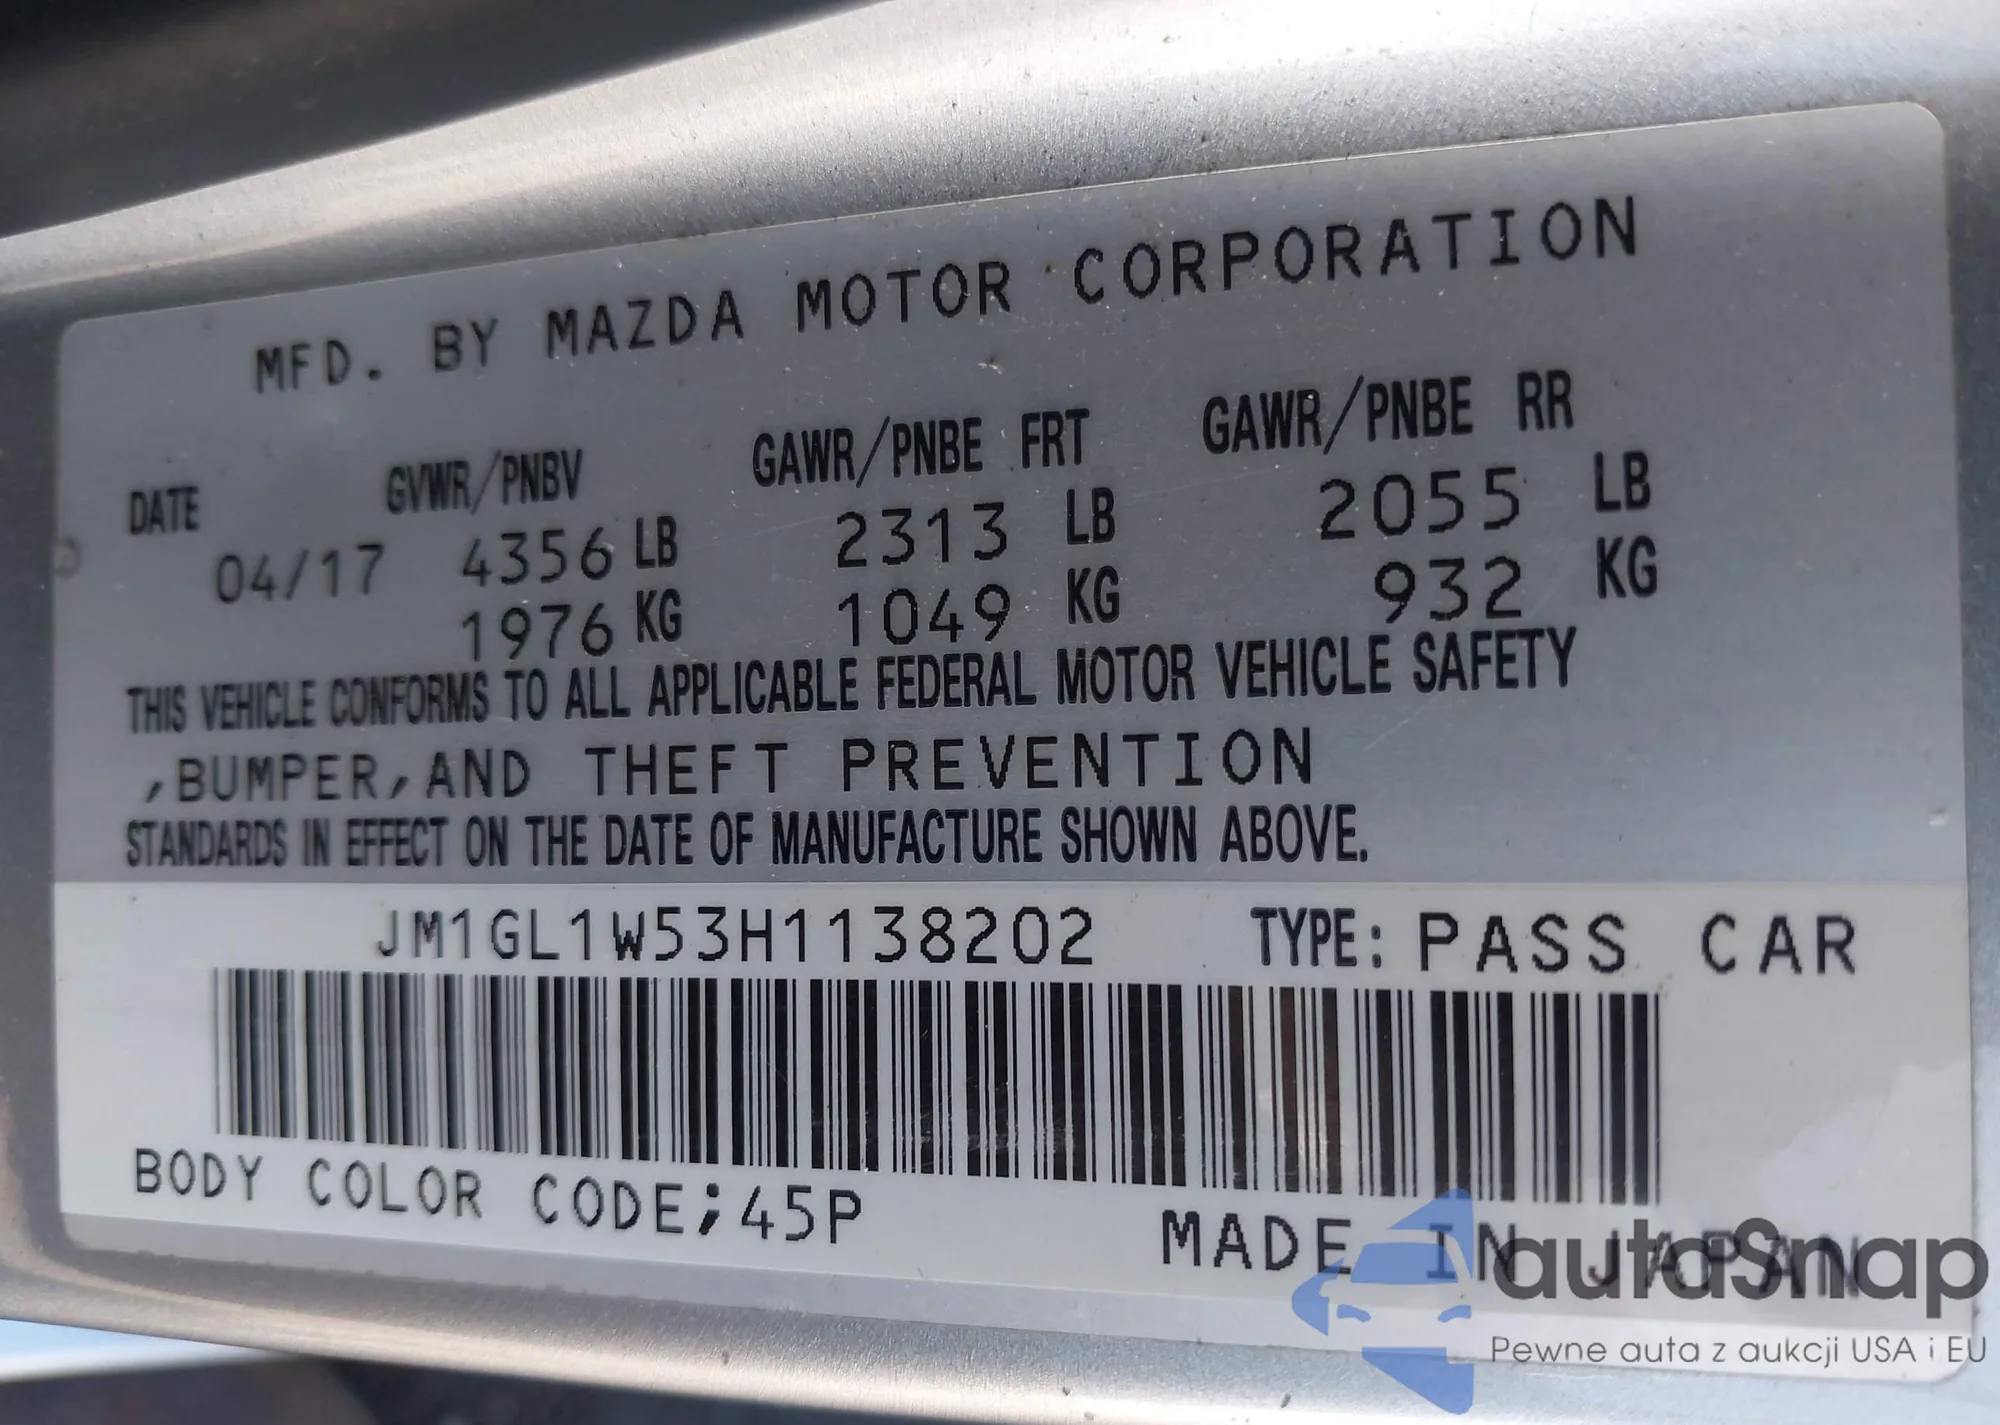 MFD. BY MAZDA MOTOR CORPORATION
DATE GVWR/PNBV GAWR/PNBE FRT GAWR/PNBE RR
04/17 4356 LB 2313 LB 2055 LB
1976 KG 1049 KG 932 KG
THIS VEHICLE CONFORMS TO ALL APPLICABLE FEDERAL MOTOR VEHICLE SAFETY
,BUMPER,AND THEFT PREVENTION
STANDARDS IN EFFECT ON THE DATE OF MANUFACTURE SHOWN ABOVE.
JM1GL1W53H1138202 TYPE: PASS CAR
BODY COLOR CODE;45P
MADE IN JAPAN
autaSnap
Pewne auta z aukcji USA i EU